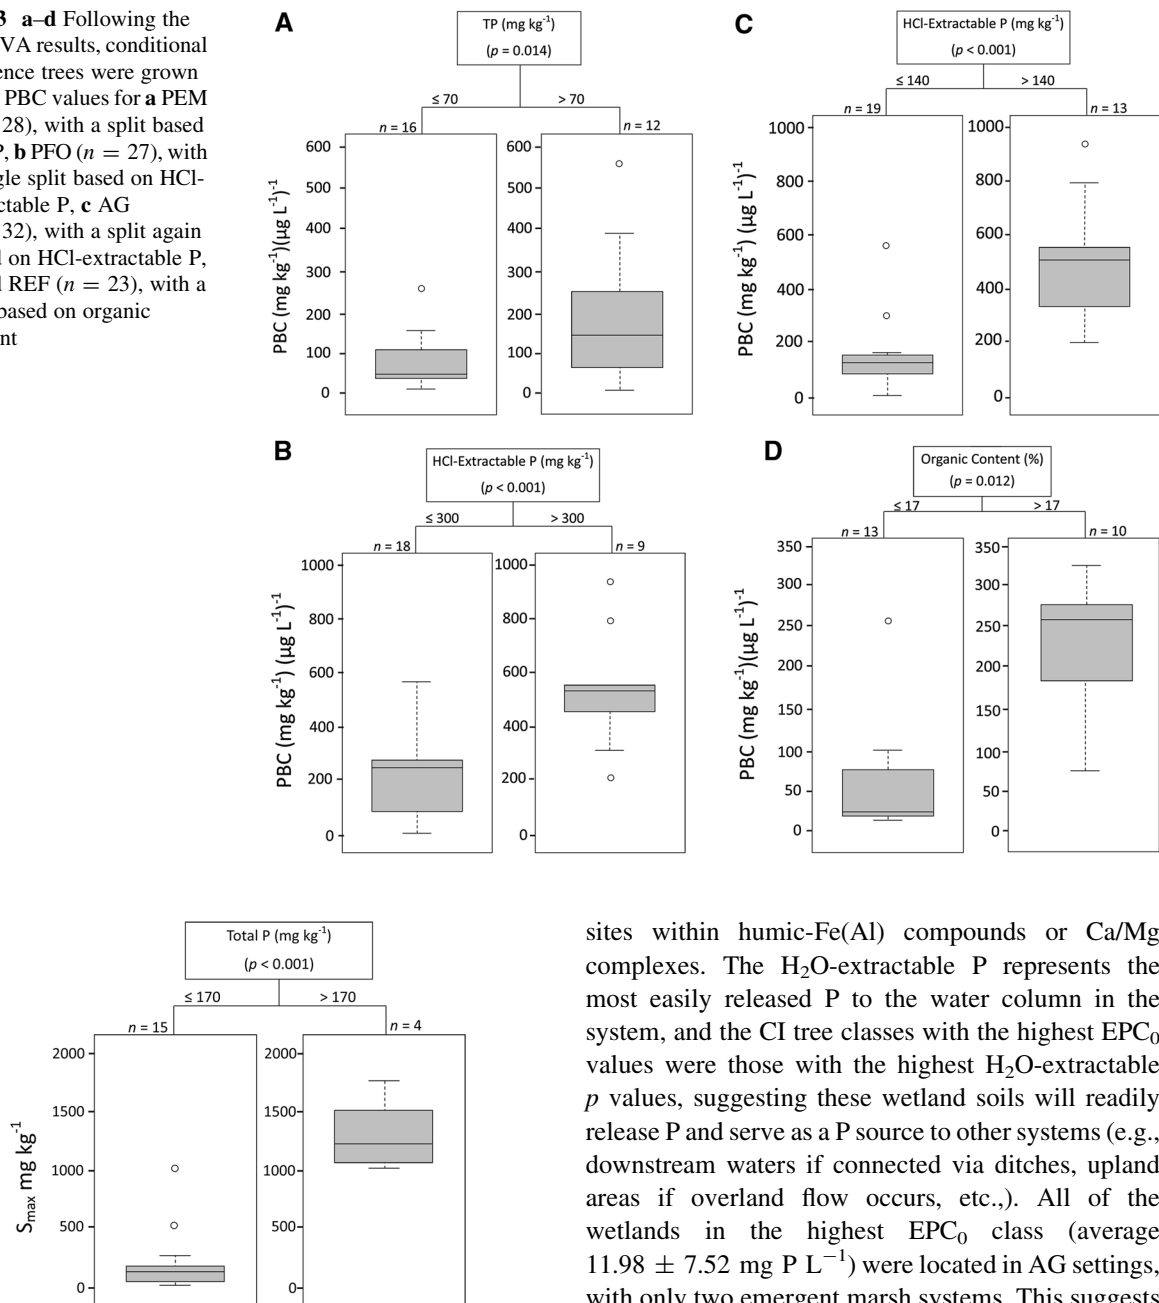 3 a–d Following the
VA results, conditional
ence trees were grown
PBC values for a PEM
28), with a split based
P, b PFO (n = 27), with
gle split based on HCl-
ctable P, c AG
32), with a split again
d on HCl-extractable P,
d REF (n = 23), with a
based on organic
nt
A
TP (mg kg-1)
(p = 0.014)
≤ 70
> 70
n = 16
n = 12
600
500
400
300
200
100
0
PBC (mg kg-1)(µg L-1)-1
600
500
400
300
200
100
0
C
HCl-Extractable P (mg kg-1)
(p < 0.001)
≤ 140
> 140
n = 19
n = 13
1000
800
600
400
200
0
PBC (mg kg-1) (µg L-1)-1
1000
800
600
400
200
0
B
HCl-Extractable P (mg kg-1)
(p < 0.001)
≤ 300
> 300
n = 18
n = 9
1000
800
600
400
200
0
PBC (mg kg-1) (µg L-1)-1
1000
800
600
400
200
0
D
Organic Content (%)
(p = 0.012)
≤ 17
> 17
n = 13
n = 10
350
300
250
200
150
100
50
0
PBC (mg kg-1)(µg L-1)-1
350
300
250
200
150
100
50
0
Total P (mg kg-1)
(p < 0.001)
≤ 170
> 170
n = 15
n = 4
2000
1500
1000
500
0
Smax mg kg-1
2000
1500
1000
500
0
sites within humic-Fe(Al) compounds or Ca/Mg
complexes. The H2O-extractable P represents the
most easily released P to the water column in the
system, and the CI tree classes with the highest EPC0
values were those with the highest H2O-extractable
p values, suggesting these wetland soils will readily
release P and serve as a P source to other systems (e.g.,
downstream waters if connected via ditches, upland
areas if overland flow occurs, etc.,). All of the
wetlands in the highest EPC0 class (average
11.98 ± 7.52 mg P L−1) were located in AG settings,
with only two emergent marsh systems. This suggests